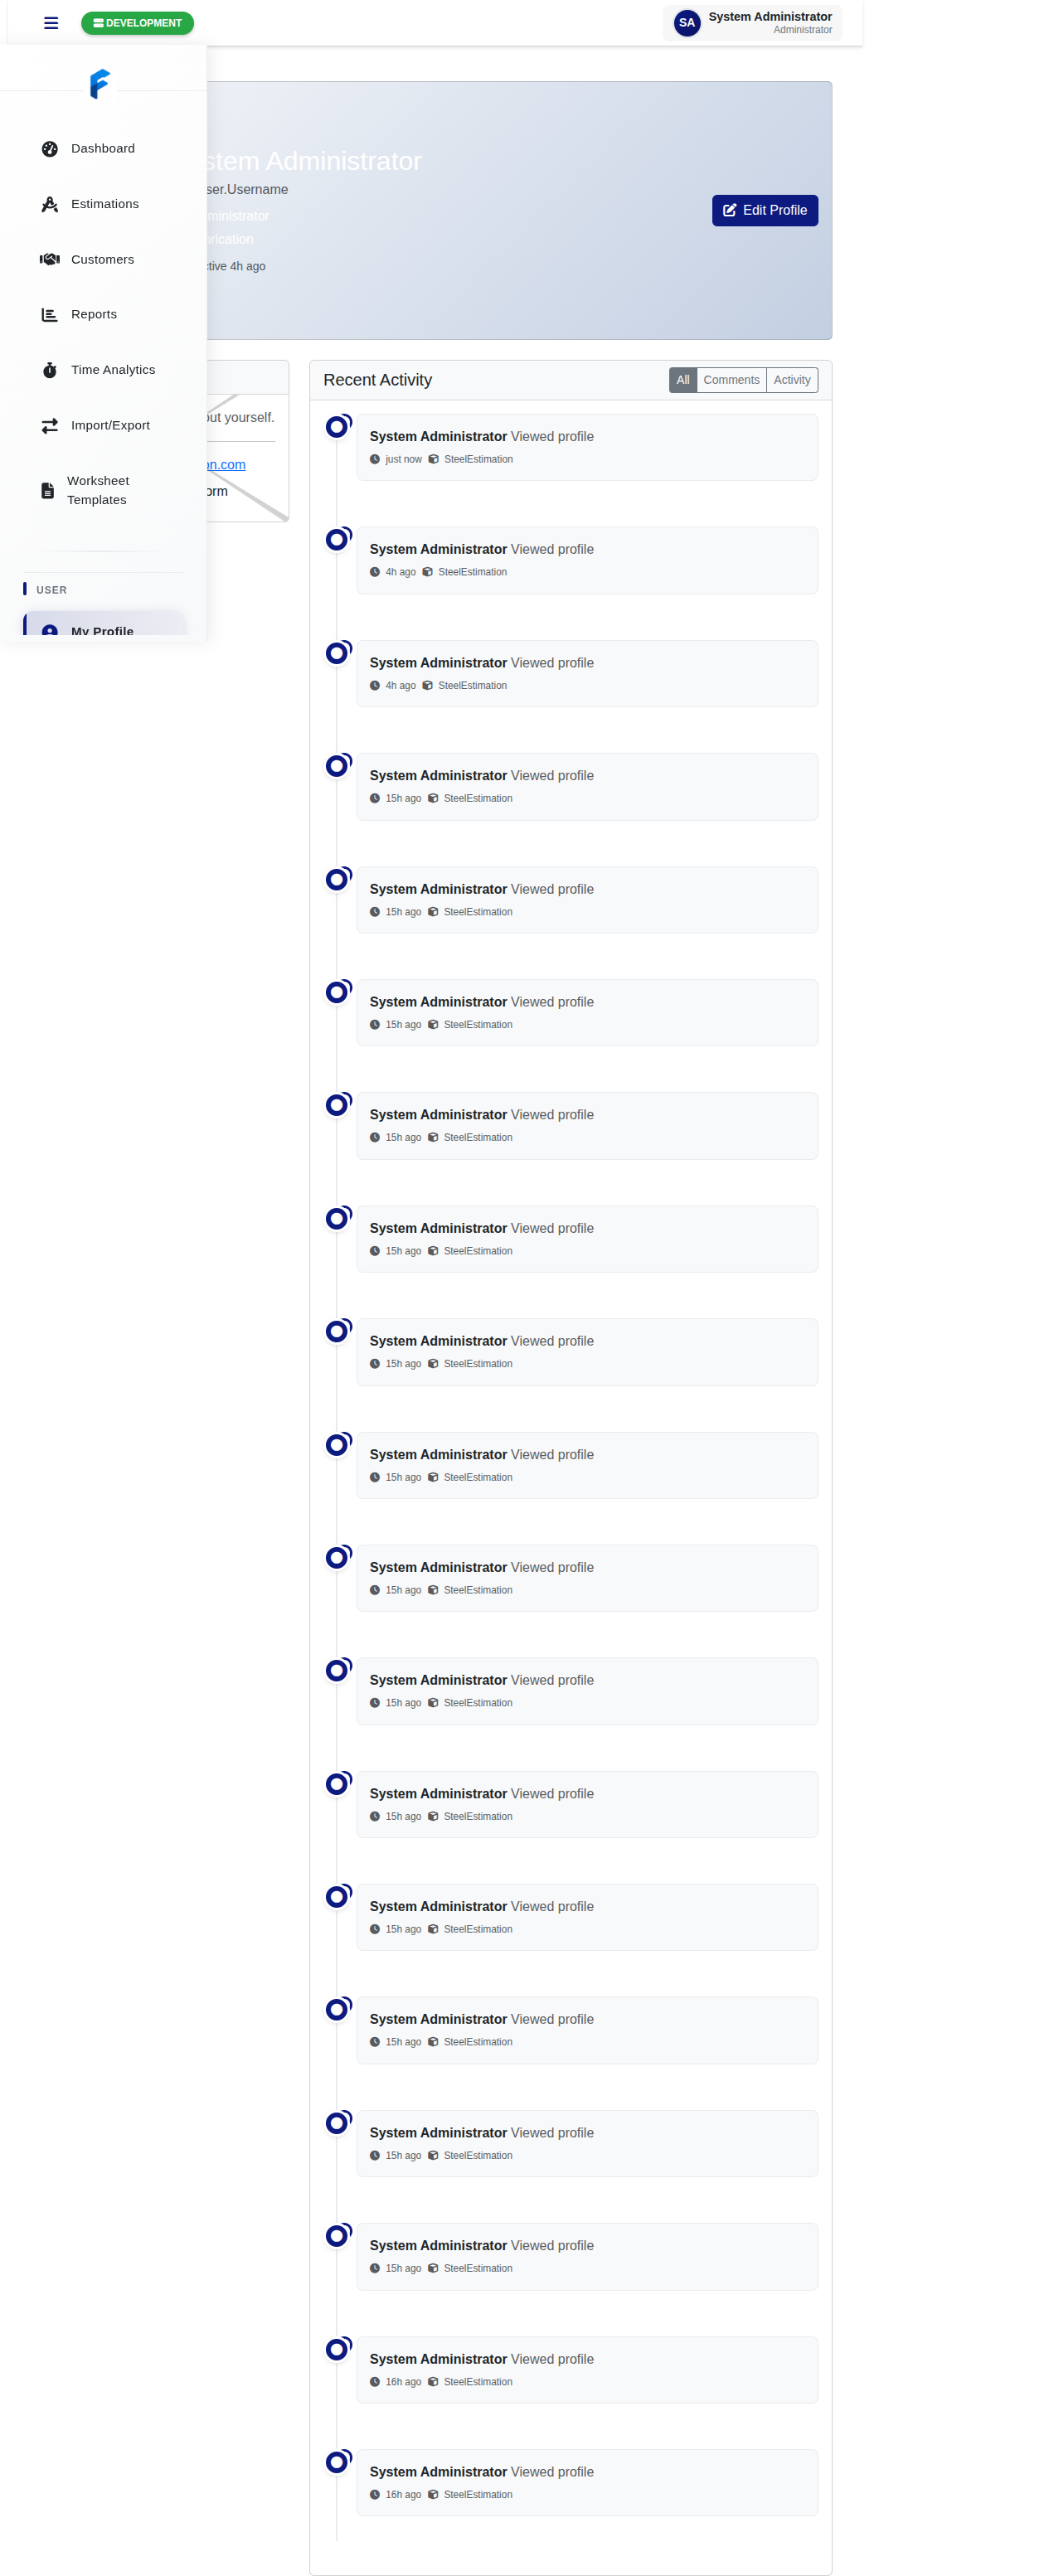 DEVELOPMENT
SA
System Administrator
Administrator
Dashboard
Estimations
Customers
Reports
Time Analytics
Import/Export
Worksheet
Templates
USER
My Profile
stem Administrator
ser.Username
ministrator
rication
tive 4h ago
Edit Profile
out yourself.
on.com
orm
Recent Activity
All
Comments
Activity
System Administrator Viewed profile
just now SteelEstimation
System Administrator Viewed profile
4h ago SteelEstimation
System Administrator Viewed profile
4h ago SteelEstimation
System Administrator Viewed profile
15h ago SteelEstimation
System Administrator Viewed profile
15h ago SteelEstimation
System Administrator Viewed profile
15h ago SteelEstimation
System Administrator Viewed profile
15h ago SteelEstimation
System Administrator Viewed profile
15h ago SteelEstimation
System Administrator Viewed profile
15h ago SteelEstimation
System Administrator Viewed profile
15h ago SteelEstimation
System Administrator Viewed profile
15h ago SteelEstimation
System Administrator Viewed profile
15h ago SteelEstimation
System Administrator Viewed profile
15h ago SteelEstimation
System Administrator Viewed profile
15h ago SteelEstimation
System Administrator Viewed profile
15h ago SteelEstimation
System Administrator Viewed profile
15h ago SteelEstimation
System Administrator Viewed profile
15h ago SteelEstimation
System Administrator Viewed profile
16h ago SteelEstimation
System Administrator Viewed profile
16h ago SteelEstimation